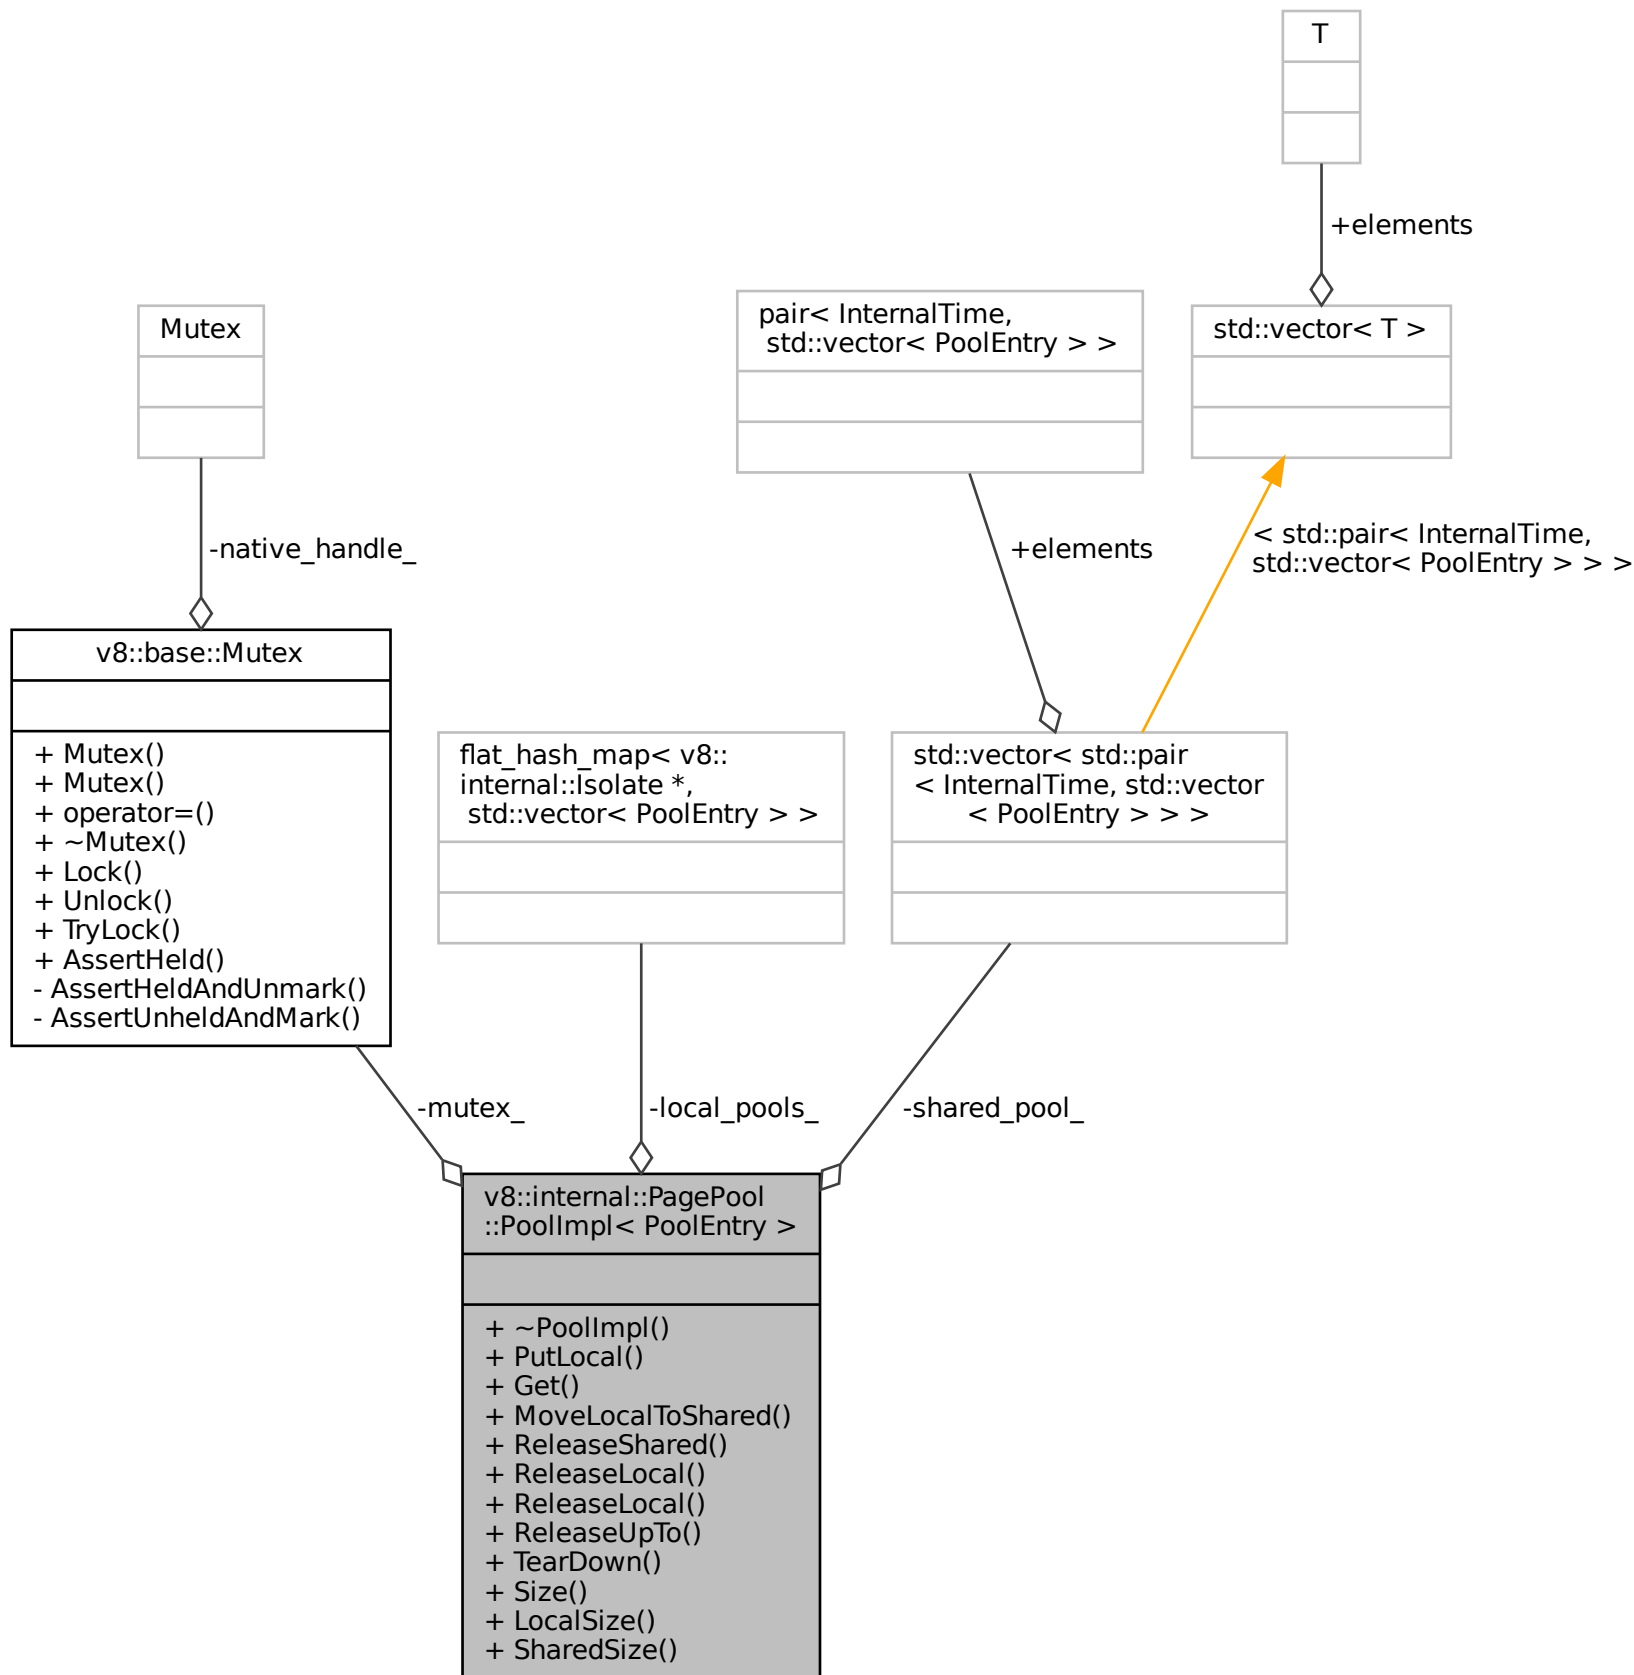 T
+elements
Mutex
pair< InternalTime,
std::vector< PoolEntry > >
std::vector< T >
-native_handle_
+elements
< std::pair< InternalTime,
std::vector< PoolEntry > > >
v8::base::Mutex
+ Mutex()
+ Mutex()
+ operator=()
+ ~Mutex()
+ Lock()
+ Unlock()
+ TryLock()
+ AssertHeld()
- AssertHeldAndUnmark()
- AssertUnheldAndMark()
flat_hash_map< v8::
internal::Isolate *,
std::vector< PoolEntry > >
std::vector< std::pair
< InternalTime, std::vector
< PoolEntry > > >
-mutex_
-local_pools_
-shared_pool_
v8::internal::PagePool
::PoolImpl< PoolEntry >
+ ~PoolImpl()
+ PutLocal()
+ Get()
+ MoveLocalToShared()
+ ReleaseShared()
+ ReleaseLocal()
+ ReleaseLocal()
+ ReleaseUpTo()
+ TearDown()
+ Size()
+ LocalSize()
+ SharedSize()